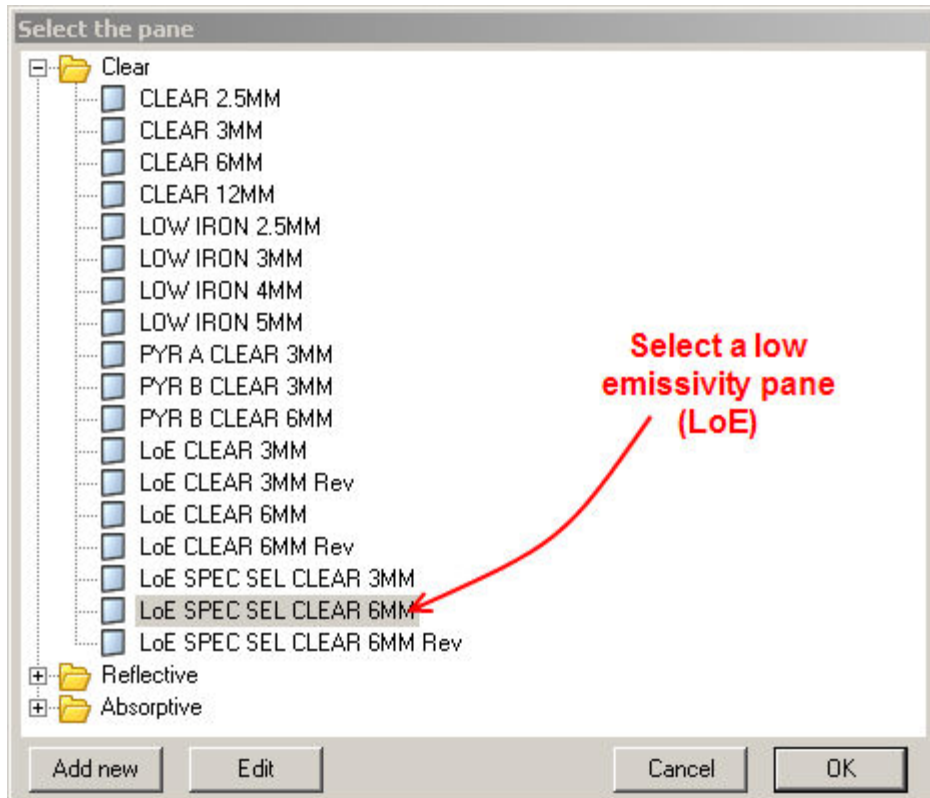 Select the pane
Clear
CLEAR 2.5MM
CLEAR 3MM
CLEAR 6MM
CLEAR 12MM
LOW IRON 2.5MM
LOW IRON 3MM
LOW IRON 4MM
LOW IRON 5MM
PYR A CLEAR 3MM
PYR B CLEAR 3MM
PYR B CLEAR 6MM
LoE CLEAR 3MM
LoE CLEAR 3MM Rev
LoE CLEAR 6MM
LoE CLEAR 6MM Rev
LoE SPEC SEL CLEAR 3MM
LoE SPEC SEL CLEAR 6MM
LoE SPEC SEL CLEAR 6MM Rev
Reflective
Absorptive
Select a low
emissivity pane
(LoE)
Add new Edit Cancel OK